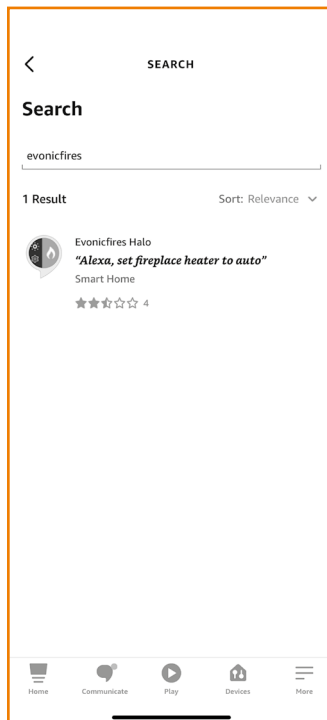 SEARCH
Search
evonicfires
1 Result Sort: Relevance
Evonicfires Halo
“Alexa, set fireplace heater to auto”
Smart Home
4
Home Communicate Play Devices More